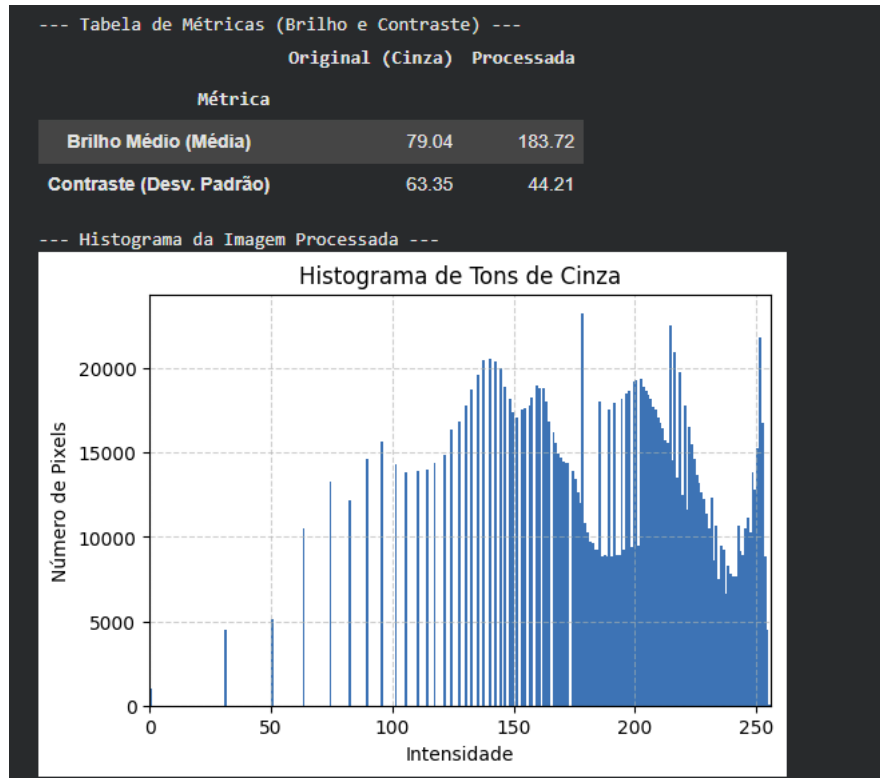 --- Tabela de Métricas (Brilho e Contraste) ---
Original (Cinza) Processada
Métrica
Brilho Médio (Média) 79.04 183.72
Contraste (Desv. Padrão) 63.35 44.21
--- Histograma da Imagem Processada ---
Histograma de Tons de Cinza
Número de Pixels
20000
15000
10000
5000
0
0 50 100 150 200 250
Intensidade